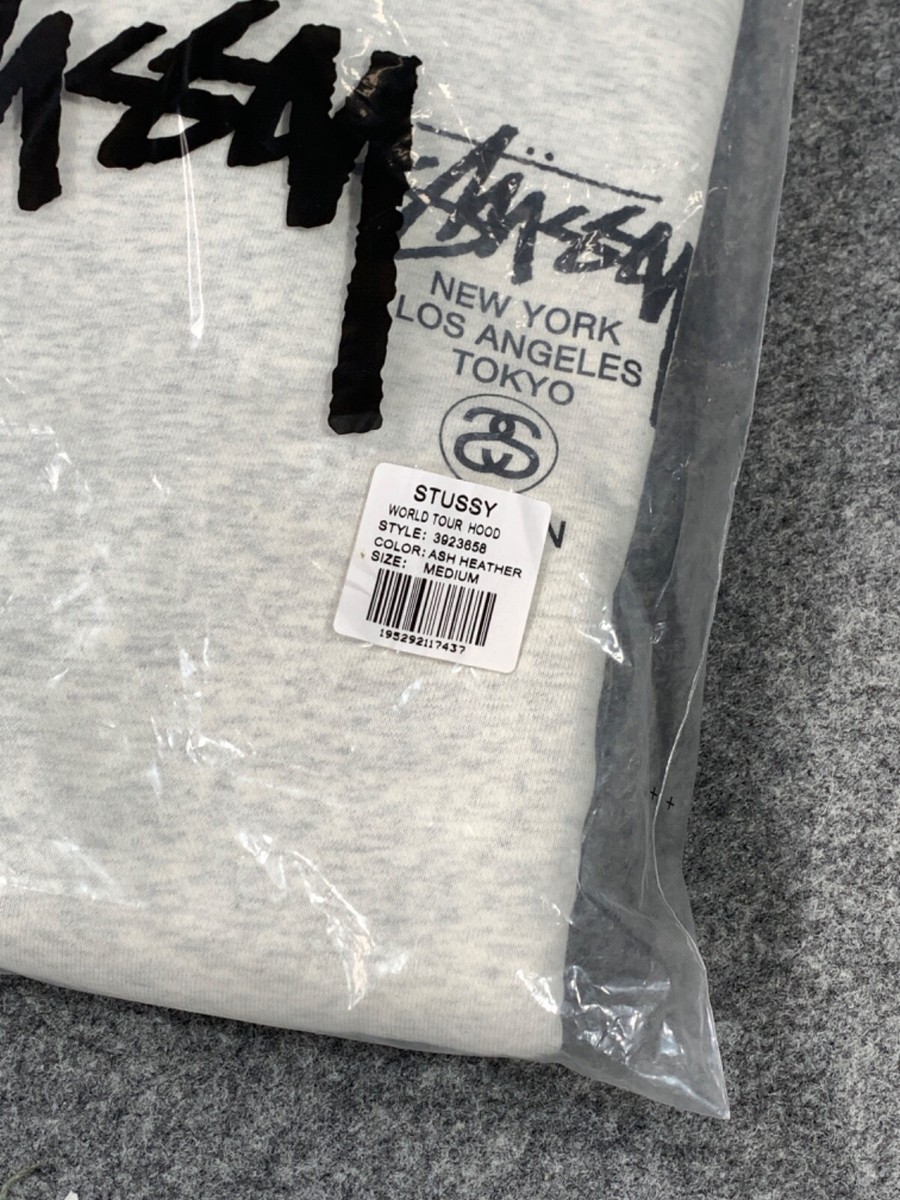 STÜSSY
NEW YORK
LOS ANGELES
TOKYO
STUSSY
WORLD TOUR HOOD
STYLE: 3923658
COLOR: ASH HEATHER
SIZE: MEDIUM
195292117437